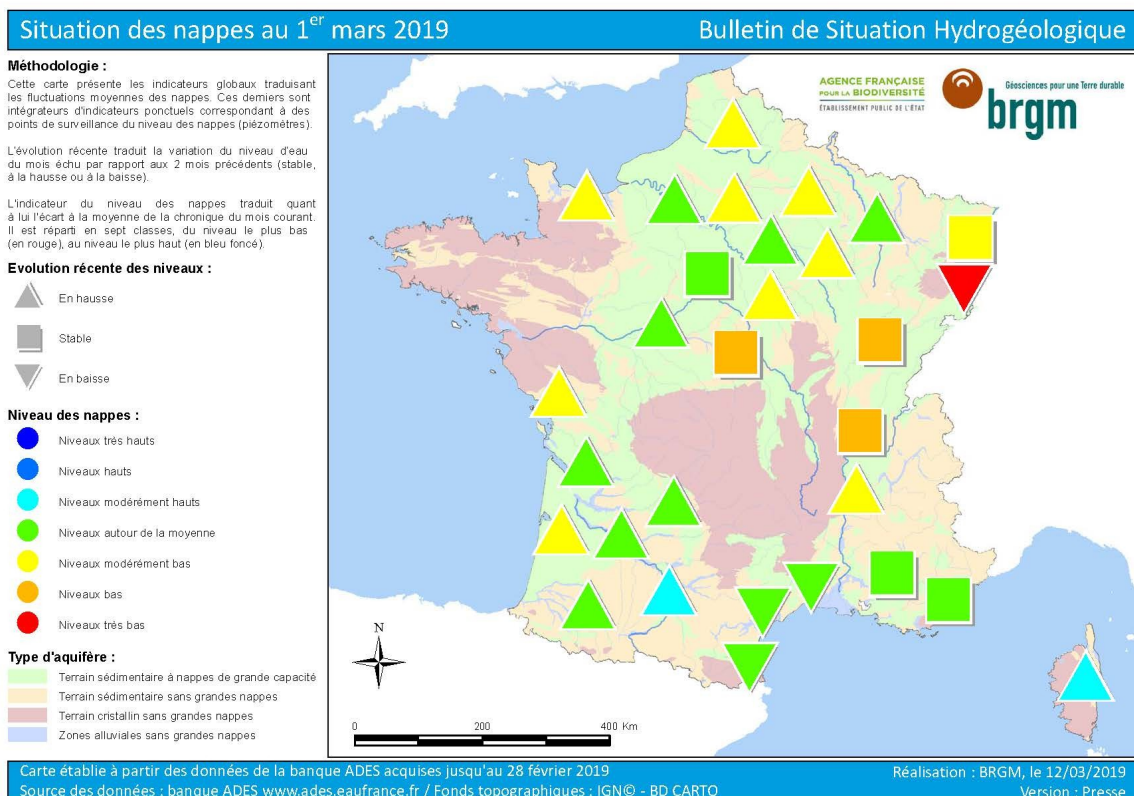 Situation des nappes au 1er mars 2019
Bulletin de Situation Hydrogéologique
Méthodologie :
Cette carte présente les indicateurs globaux traduisant
les fluctuations moyennes des nappes. Ces derniers sont
intégrateurs d'indicateurs ponctuels correspondant à des
points de surveillance du niveau des nappes (piézomètres).
L'évolution récente traduit la variation du niveau d'eau
du mois échu par rapport aux 2 mois précédents (stable,
à la hausse ou à la baisse).
L'indicateur du niveau des nappes traduit quant
à lui l'écart à la moyenne de la chronique du mois courant.
Il est réparti en sept classes, du niveau le plus bas
(en rouge), au niveau le plus haut (en bleu foncé).
Evolution récente des niveaux :
En hausse
Stable
En baisse
Niveau des nappes :
Niveaux très hauts
Niveaux hauts
Niveaux modérément hauts
Niveaux autour de la moyenne
Niveaux modérément bas
Niveaux bas
Niveaux très bas
Type d'aquifère :
Terrain sédimentaire à nappes de grande capacité
Terrain sédimentaire sans grandes nappes
Terrain cristallin sans grandes nappes
Zones alluviales sans grandes nappes
AGENCE FRANÇAISE
POUR LA BIODIVERSITÉ
ÉTABLISSEMENT PUBLIC DE L'ÉTAT
Géosciences pour une Terre durable
brgm
N
0 200 400 Km
Carte établie à partir des données de la banque ADES acquises jusqu'au 28 février 2019
Source des données : banque ADES www.ades.eaufrance.fr / Fonds topographiques : IGN© - BD CARTO
Réalisation : BRGM, le 12/03/2019
Version : Presse